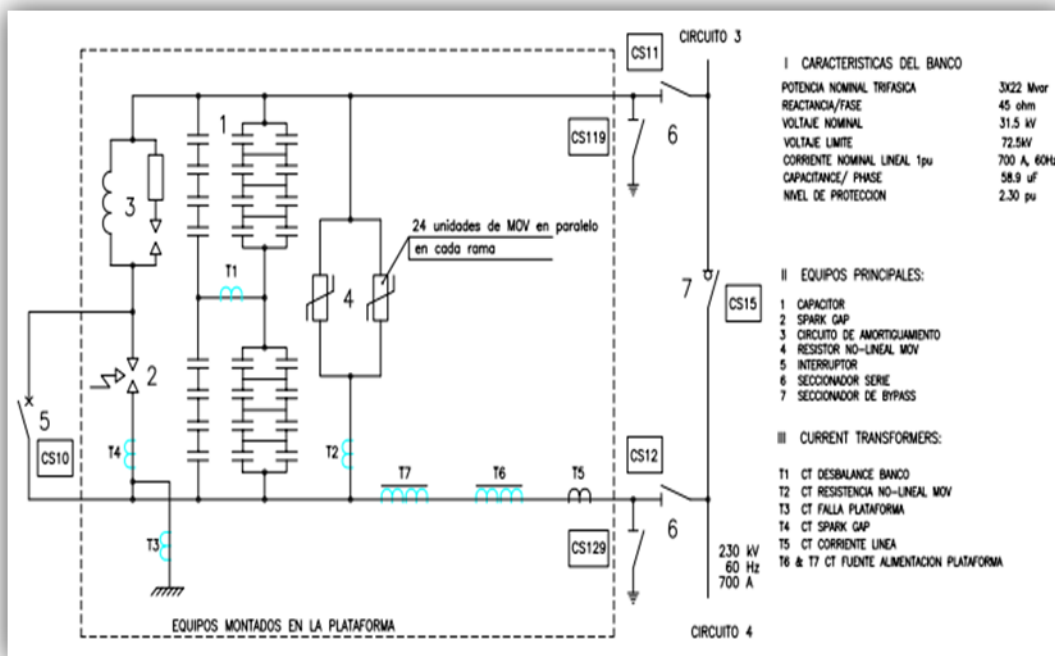 CIRCUITO 3
CS11
6
CS119
1
3
T1
24 unidades de MOV en paralelo
en cada rama
4
7
CS15
2
5
CS10
T4
T2
T7
T6
T5
CS12
6
CS129
T3
230 kV
60 Hz
700 A
EQUIPOS MONTADOS EN LA PLATAFORMA
CIRCUITO 4
I CARACTERISTICAS DEL BANCO
POTENCIA NOMINAL TRIFASICA 3X22 Mvar
REACTANCIA/FASE 45 ohm
VOLTAJE NOMINAL 31.5 kV
VOLTAJE LIMITE 72.5kV
CORRIENTE NOMINAL LINEAL 1pu 700 A, 60Hz
CAPACITANCE/ PHASE 58.9 uF
NIVEL DE PROTECCION 2.30 pu
II EQUIPOS PRINCIPALES:
1 CAPACITOR
2 SPARK GAP
3 CIRCUITO DE AMORTIGUAMIENTO
4 RESISTOR NO-LINEAL MOV
5 INTERRUPTOR
6 SECCIONADOR SERIE
7 SECCIONADOR DE BYPASS
III CURRENT TRANSFORMERS:
T1 CT DESBALANCE BANCO
T2 CT RESISTENCIA NO-LINEAL MOV
T3 CT FALLA PLATAFORMA
T4 CT SPARK GAP
T5 CT CORRIENTE LINEA
T6 & T7 CT FUENTE ALIMENTACION PLATAFORMA